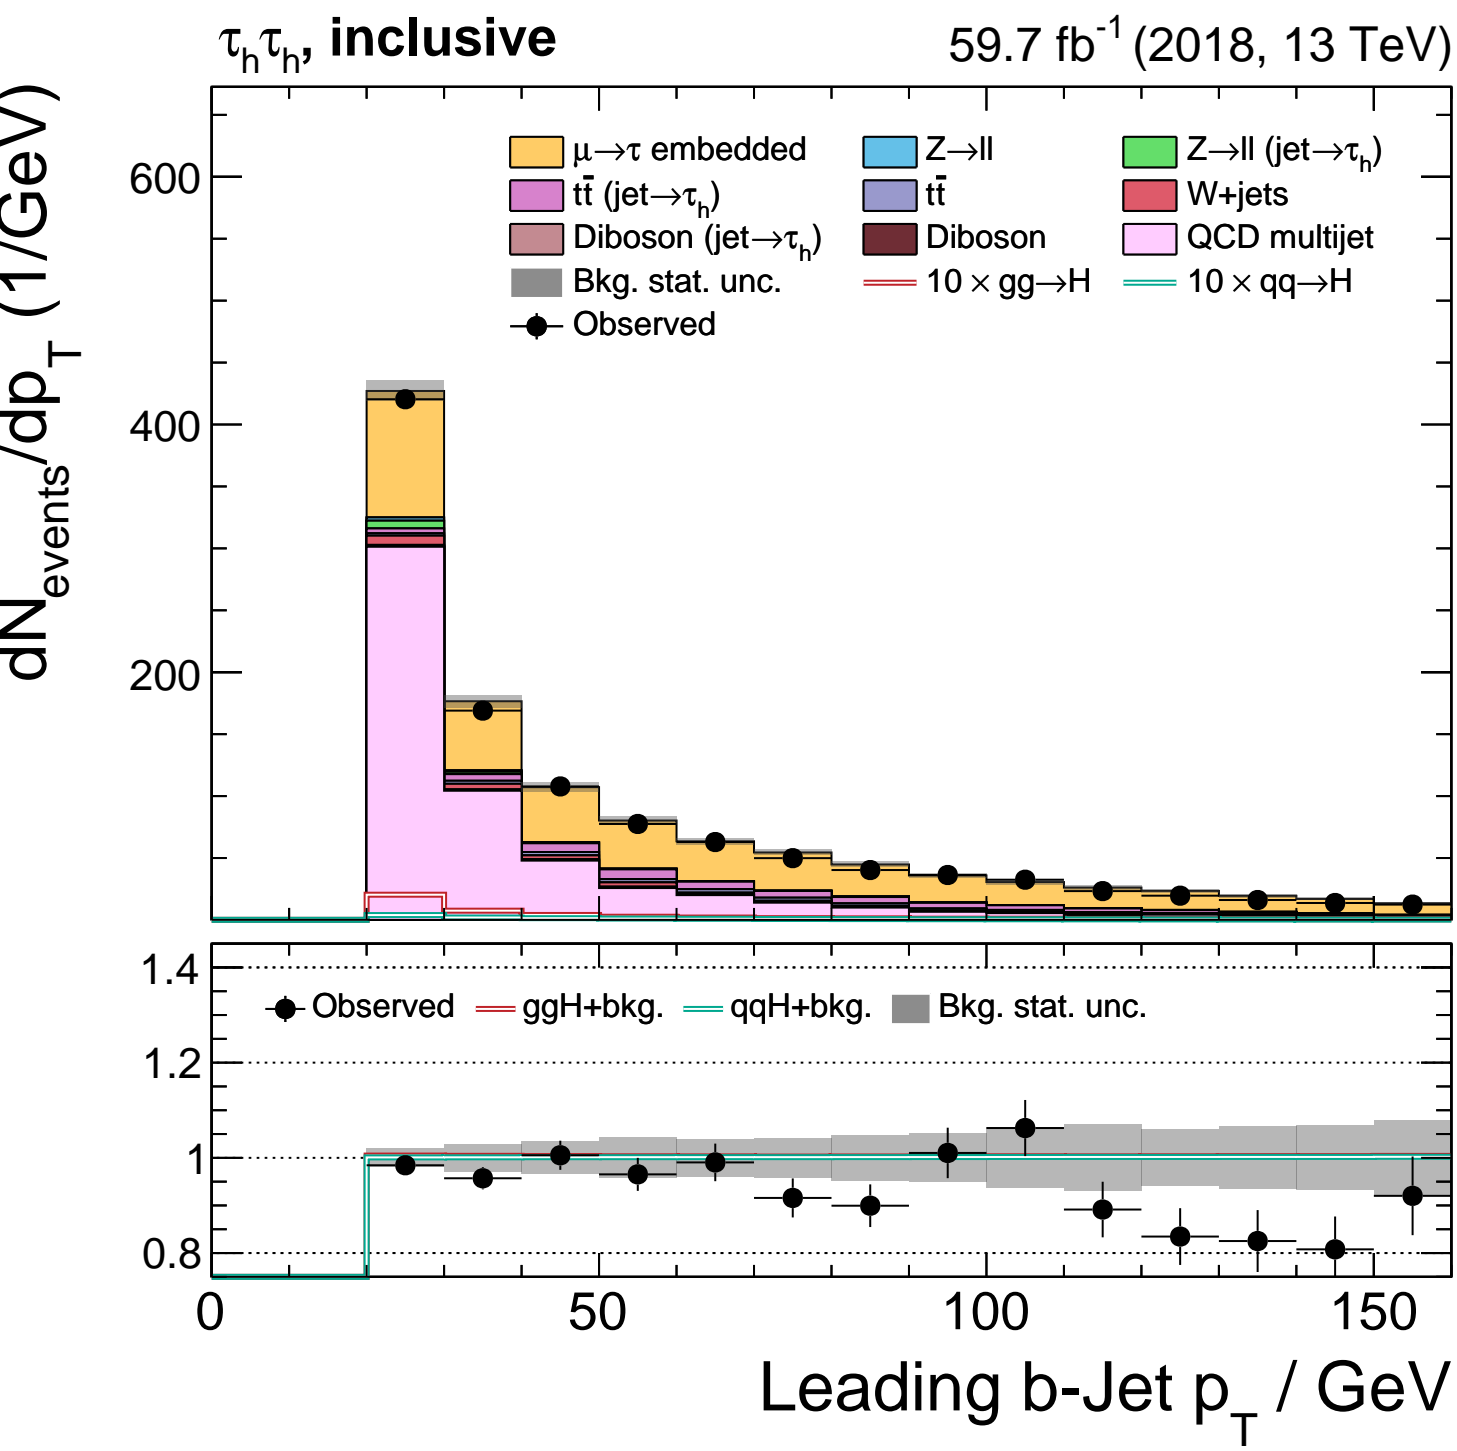 τhτh, inclusive
59.7 fb-1 (2018, 13 TeV)
dNevents/dpT (1/GeV)
600
400
200
μ→τ embedded
Z→ll
Z→ll (jet→τh)
tt̄ (jet→τh)
tt̄
W+jets
Diboson (jet→τh)
Diboson
QCD multijet
Bkg. stat. unc.
10 × gg→H
10 × qq→H
Observed
1.4
1.2
1
0.8
Observed
ggH+bkg.
qqH+bkg.
Bkg. stat. unc.
0
50
100
150
Leading b-Jet pT / GeV